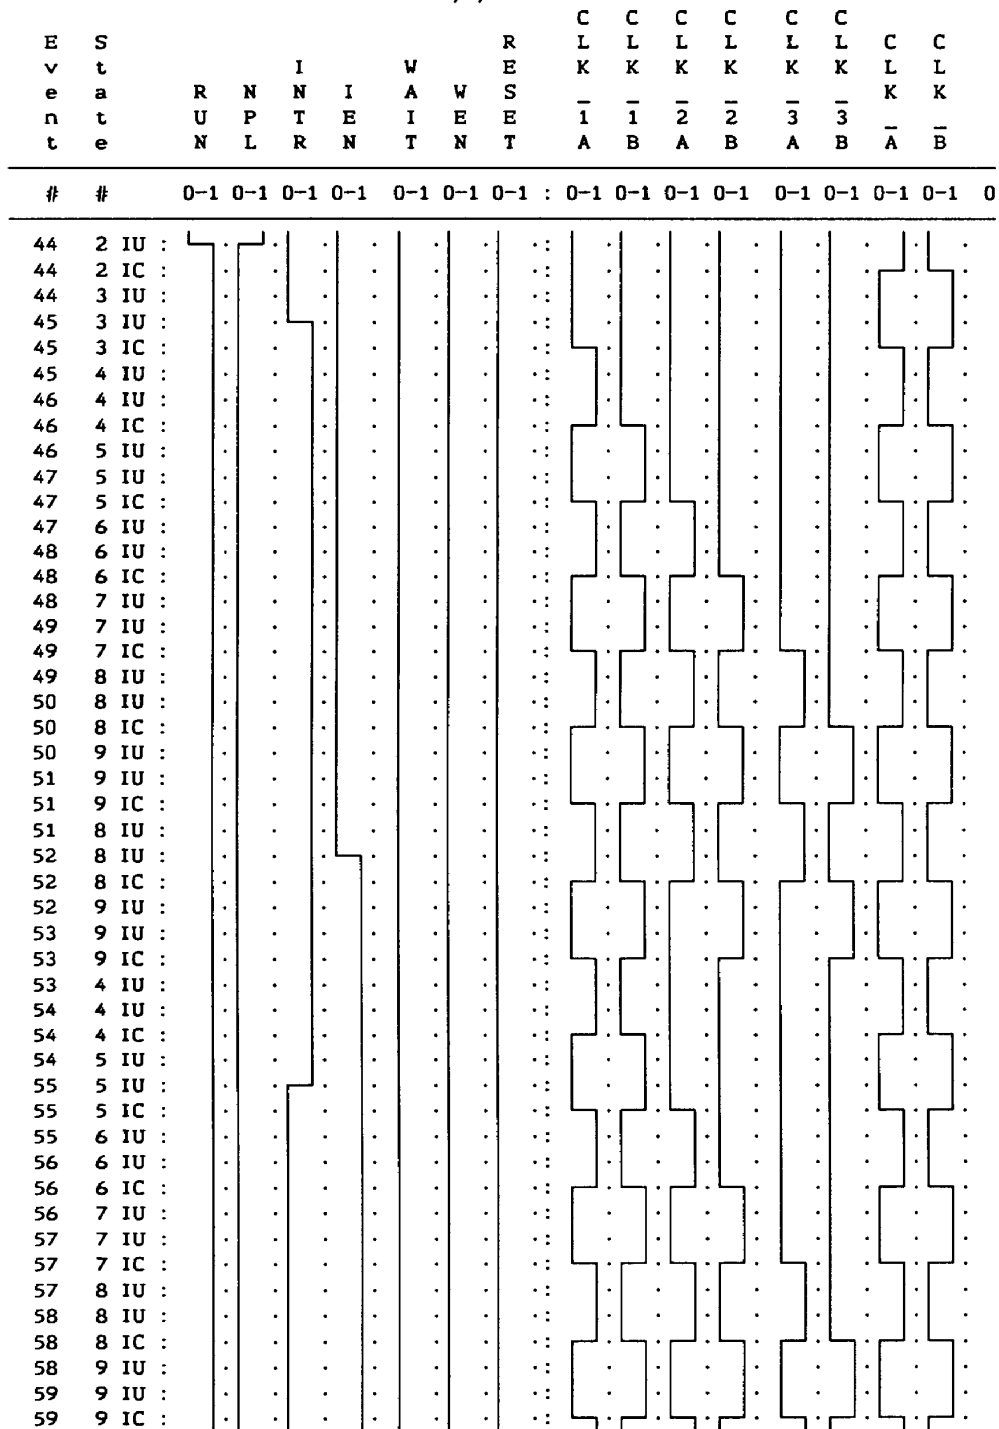 C C C C C C
E S R L L L L L L C C
v t I W E K K K K K K L L
e a R N N I A W S _ _ _ _ _ _ K K
n t U P T E I E E 1 1 2 2 3 3 _ _
t e N L R N T N T A B A B A B A B
# # 0-1 0-1 0-1 0-1 0-1 0-1 0-1 : 0-1 0-1 0-1 0-1 0-1 0-1 0-1 0-1 0
44 2 IU :
44 2 IC :
44 3 IU :
45 3 IU :
45 3 IC :
45 4 IU :
46 4 IU :
46 4 IC :
46 5 IU :
47 5 IU :
47 5 IC :
47 6 IU :
48 6 IU :
48 6 IC :
48 7 IU :
49 7 IU :
49 7 IC :
49 8 IU :
50 8 IU :
50 8 IC :
50 9 IU :
51 9 IU :
51 9 IC :
51 8 IU :
52 8 IU :
52 8 IC :
52 9 IU :
53 9 IU :
53 9 IC :
53 4 IU :
54 4 IU :
54 4 IC :
54 5 IU :
55 5 IU :
55 5 IC :
55 6 IU :
56 6 IU :
56 6 IC :
56 7 IU :
57 7 IU :
57 7 IC :
57 8 IU :
58 8 IU :
58 8 IC :
58 9 IU :
59 9 IU :
59 9 IC :